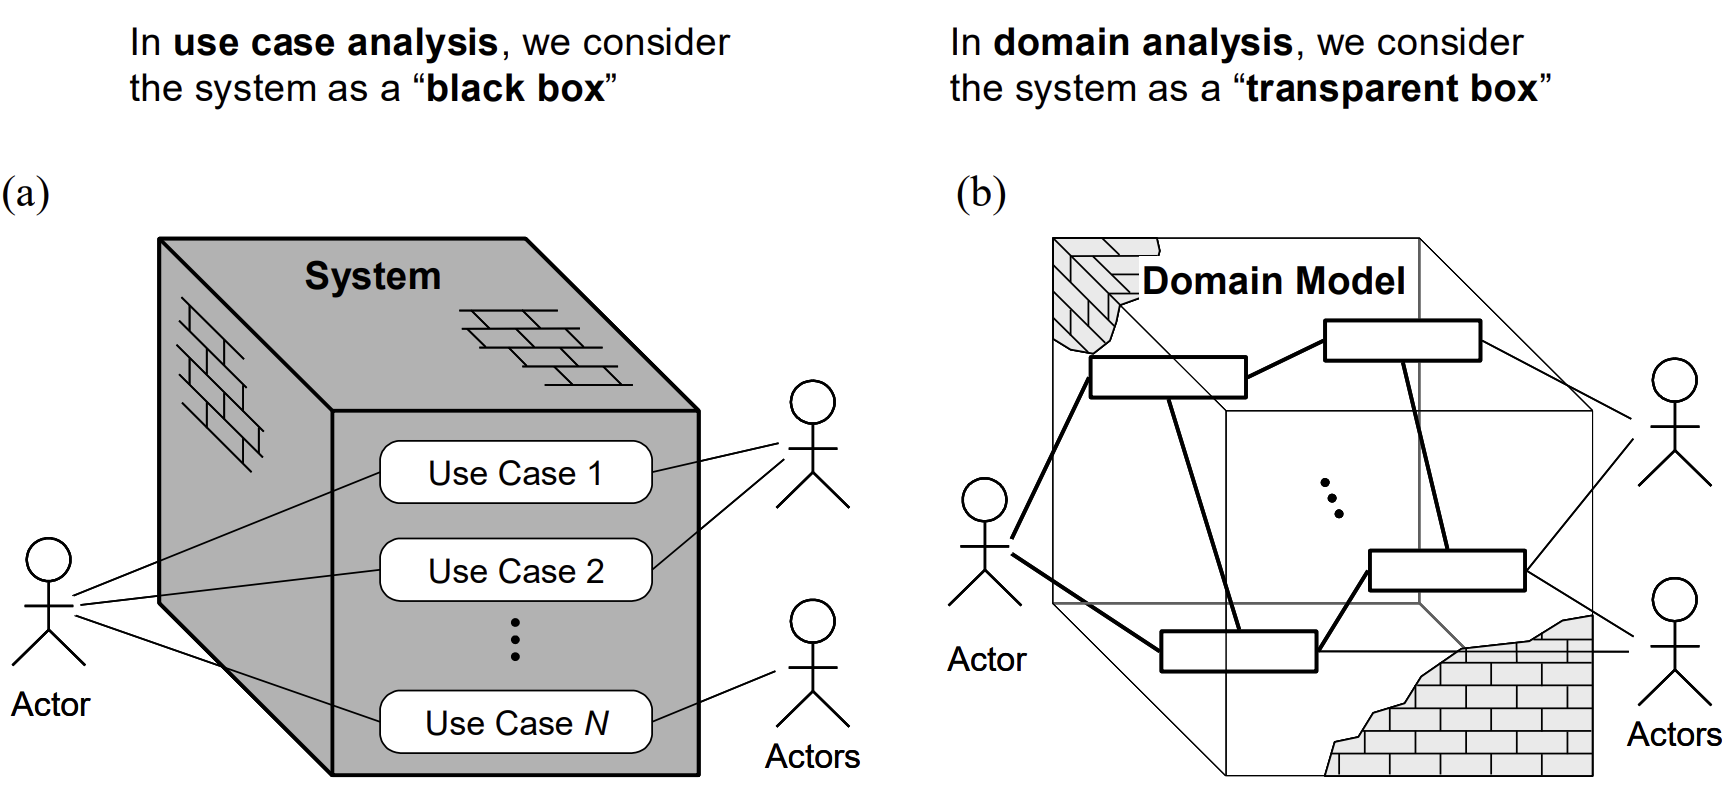 In use case analysis, we consider
the system as a “black box”
In domain analysis, we consider
the system as a “transparent box”
(a)
System
Use Case 1
Use Case 2
Use Case N
Actor
Actors
(b)
Domain Model
Actor
Actors